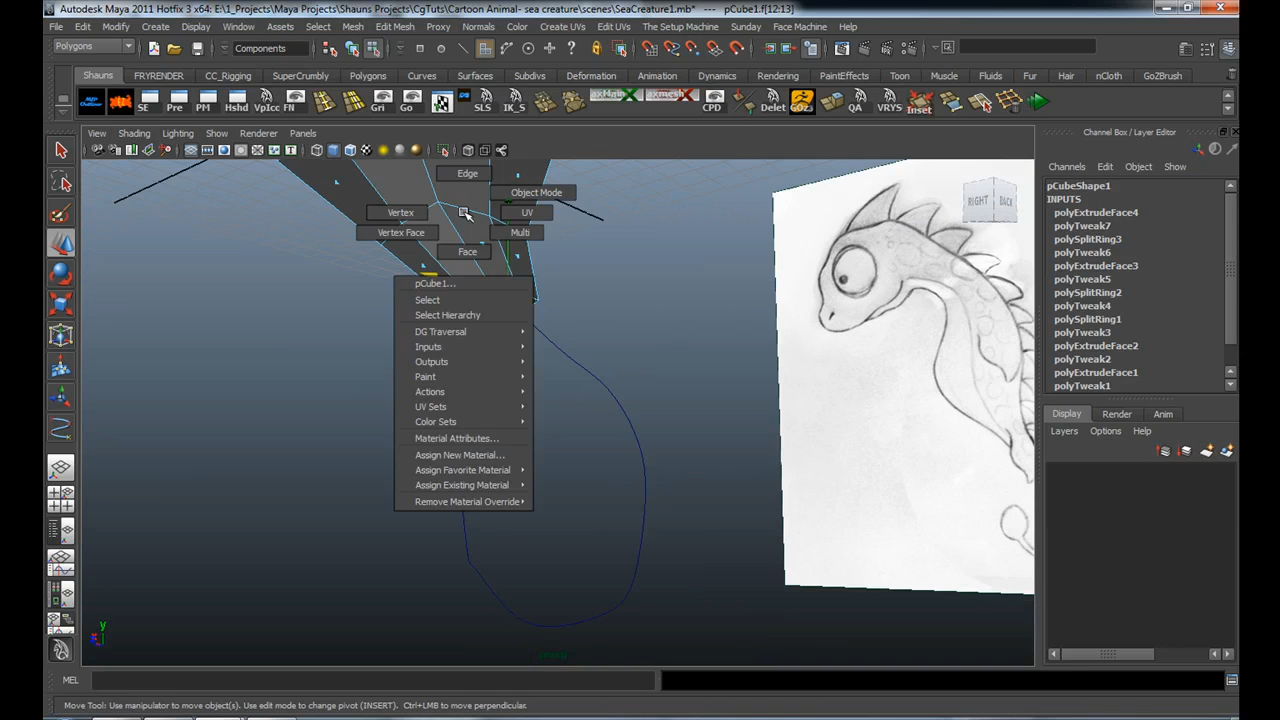 Autodesk Maya 2011 Hotfix 3 x64: E:\1_Projects\Maya Projects\Shauns Projects\CgTuts\Cartoon Animal- sea creature\scenes\SeaCreature1.mb* --- pCube1.f[12:13]
File Edit Modify Create Display Window Assets Select Mesh Edit Mesh Proxy Normals Color Create UVs Edit UVs The Setup Machine Sunday Face Machine Help
Polygons Components
Shauns FRYRENDER CC_Rigging SuperCrumbly Polygons Curves Surfaces Subdivs Deformation Animation Dynamics Rendering PaintEffects Toon Muscle Fluids Fur Hair nCloth GoZBrush
SE Pre PM Hshd VpIcc FN Gri Go SLS IK_S axMain axmesh CPD Delet GOZ3 QA VRYS Inset
View Shading Lighting Show Renderer Panels
Channel Box / Layer Editor
Channels Edit Object Show
Edge
Object Mode
Vertex UV
Vertex Face Multi
Face
RIGHT BACK
pCube1...
Select
Select Hierarchy
DG Traversal
Inputs
Outputs
Paint
Actions
UV Sets
Color Sets
Material Attributes...
Assign New Material...
Assign Favorite Material
Assign Existing Material
Remove Material Override
pCubeShape1
INPUTS
polyExtrudeFace4
polyTweak7
polySplitRing3
polyTweak6
polyExtrudeFace3
polyTweak5
polySplitRing2
polyTweak4
polySplitRing1
polyTweak3
polyExtrudeFace2
polyTweak2
polyExtrudeFace1
polyTweak1
Display Render Anim
Layers Options Help
y
persp
MEL
Move Tool: Use manipulator to move object(s). Use edit mode to change pivot (INSERT). Ctrl+LMB to move perpendicular.